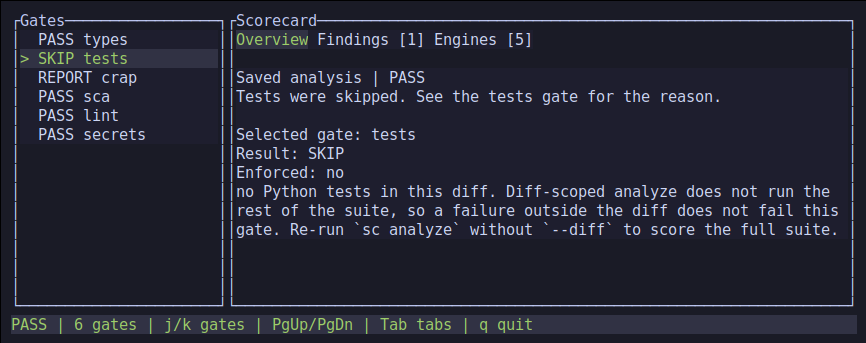 Gates
PASS types
> SKIP tests
REPORT crap
PASS sca
PASS lint
PASS secrets
Scorecard
Overview Findings [1] Engines [5]
Saved analysis | PASS
Tests were skipped. See the tests gate for the reason.
Selected gate: tests
Result: SKIP
Enforced: no
no Python tests in this diff. Diff-scoped analyze does not run the
rest of the suite, so a failure outside the diff does not fail this
gate. Re-run `sc analyze` without `--diff` to score the full suite.
PASS | 6 gates | j/k gates | PgUp/PgDn | Tab tabs | q quit